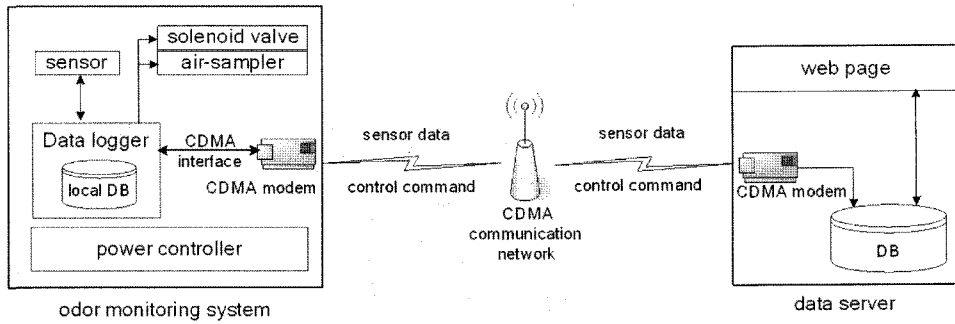 solenoid valve
air-sampler
sensor
Data logger
local DB
CDMA
interface
CDMA modem
power controller
odor monitoring system
sensor data
control command
CDMA
communication
network
sensor data
control command
web page
CDMA modem
DB
data server